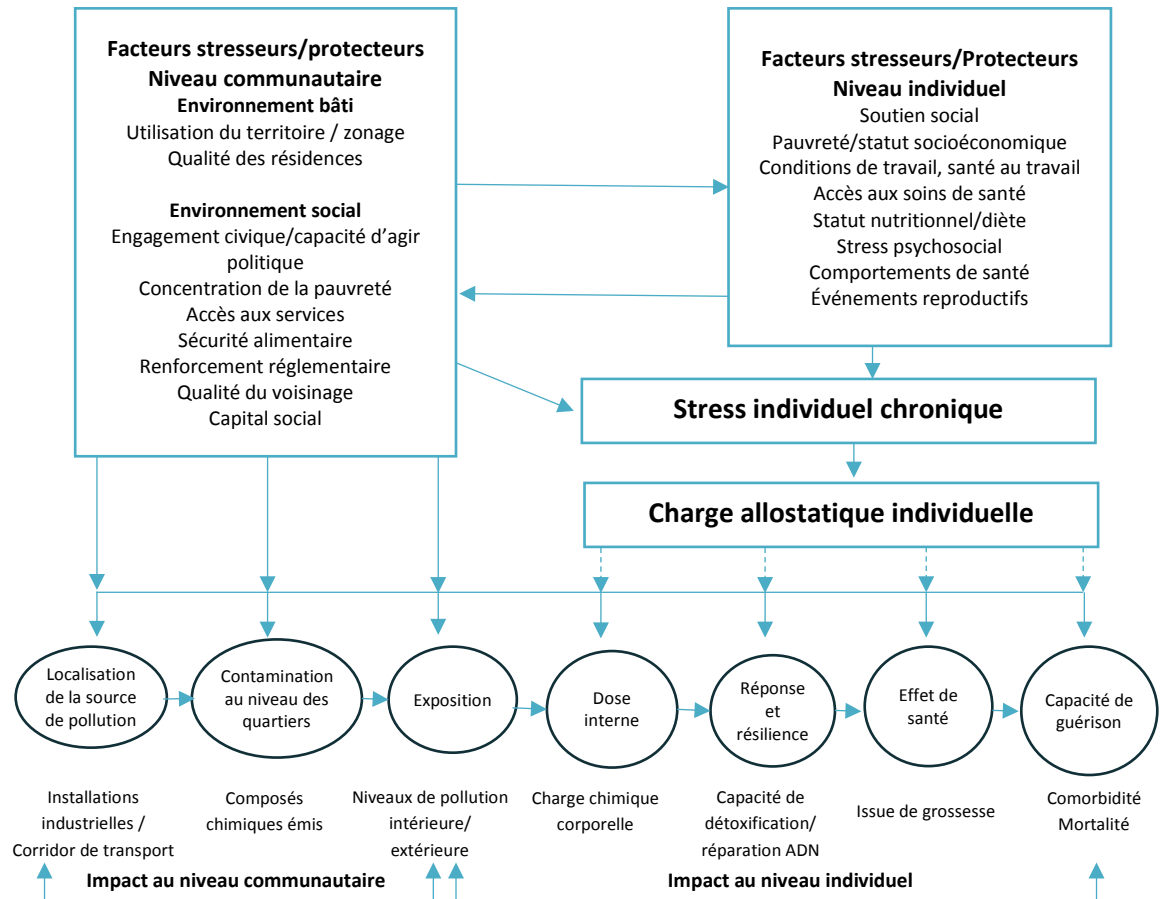 Facteurs stresseurs/protecteurs
Niveau communautaire
Environnement bâti
Utilisation du territoire / zonage
Qualité des résidences
Environnement social
Engagement civique/capacité d'agir
politique
Concentration de la pauvreté
Accès aux services
Sécurité alimentaire
Renforcement réglementaire
Qualité du voisinage
Capital social
Facteurs stresseurs/Protecteurs
Niveau individuel
Soutien social
Pauvreté/statut socioéconomique
Conditions de travail, santé au travail
Accès aux soins de santé
Statut nutritionnel/diète
Stress psychosocial
Comportements de santé
Événements reproductifs
Stress individuel chronique
Charge allostatique individuelle
Localisation
de la source
de pollution
Contamination
au niveau des
quartiers
Exposition
Dose
interne
Réponse
et
résilience
Effet de
santé
Capacité de
guérison
Installations
industrielles /
Corridor de transport
Composés
chimiques émis
Niveaux de pollution
intérieure/
extérieure
Charge chimique
corporelle
Capacité de
détoxification/
réparation ADN
Issue de grossesse
Comorbidité
Mortalité
Impact au niveau communautaire
Impact au niveau individuel